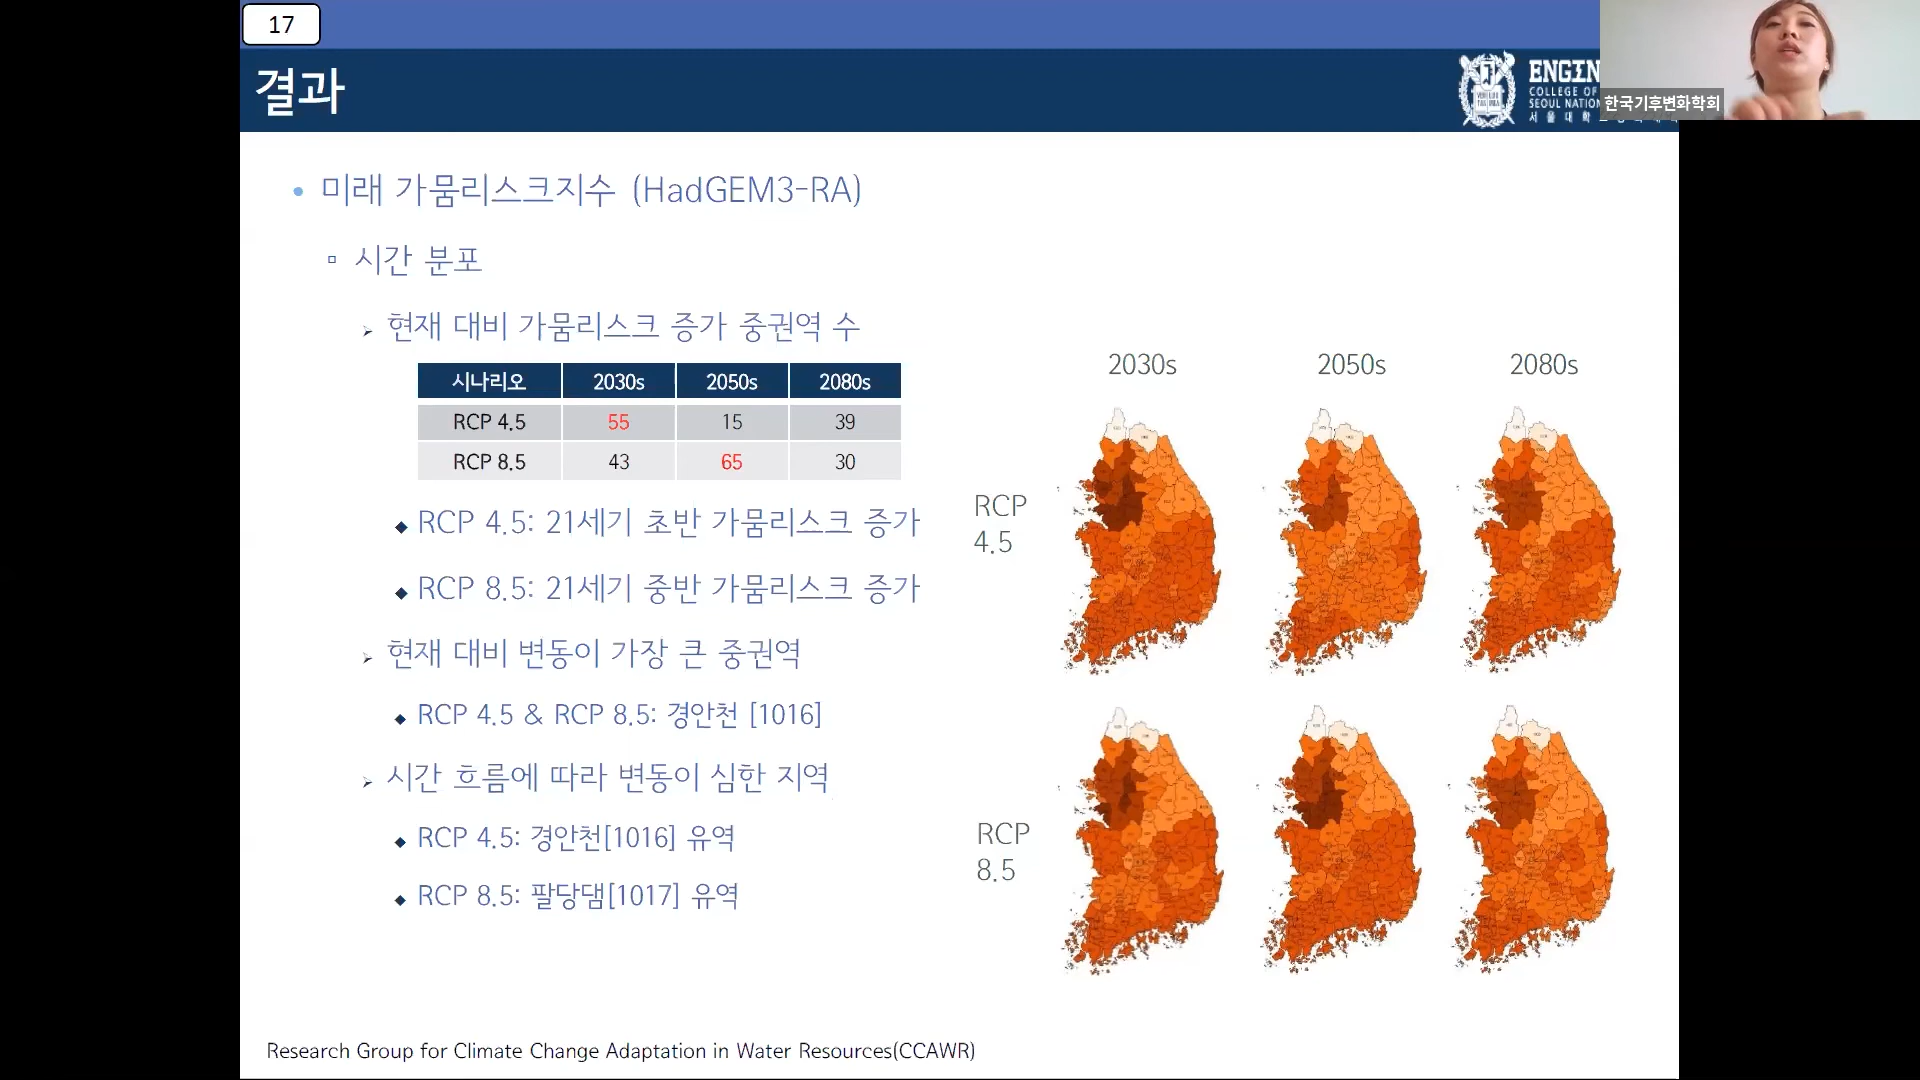 17
결과
ENGIN
COLLEGE OF
SEOUL NATION
서울대학
한국기후변화학회
• 미래 가뭄리스크지수 (HadGEM3-RA)
▫ 시간 분포
➢ 현재 대비 가뭄리스크 증가 중권역 수
시나리오 2030s 2050s 2080s
RCP 4.5 55 15 39
RCP 8.5 43 65 30
◆ RCP 4.5: 21세기 초반 가뭄리스크 증가
◆ RCP 8.5: 21세기 중반 가뭄리스크 증가
➢ 현재 대비 변동이 가장 큰 중권역
◆ RCP 4.5 & RCP 8.5: 경안천 [1016]
➢ 시간 흐름에 따라 변동이 심한 지역
◆ RCP 4.5: 경안천[1016] 유역
◆ RCP 8.5: 팔당댐[1017] 유역
2030s 2050s 2080s
RCP
4.5
RCP
8.5
Research Group for Climate Change Adaptation in Water Resources(CCAWR)